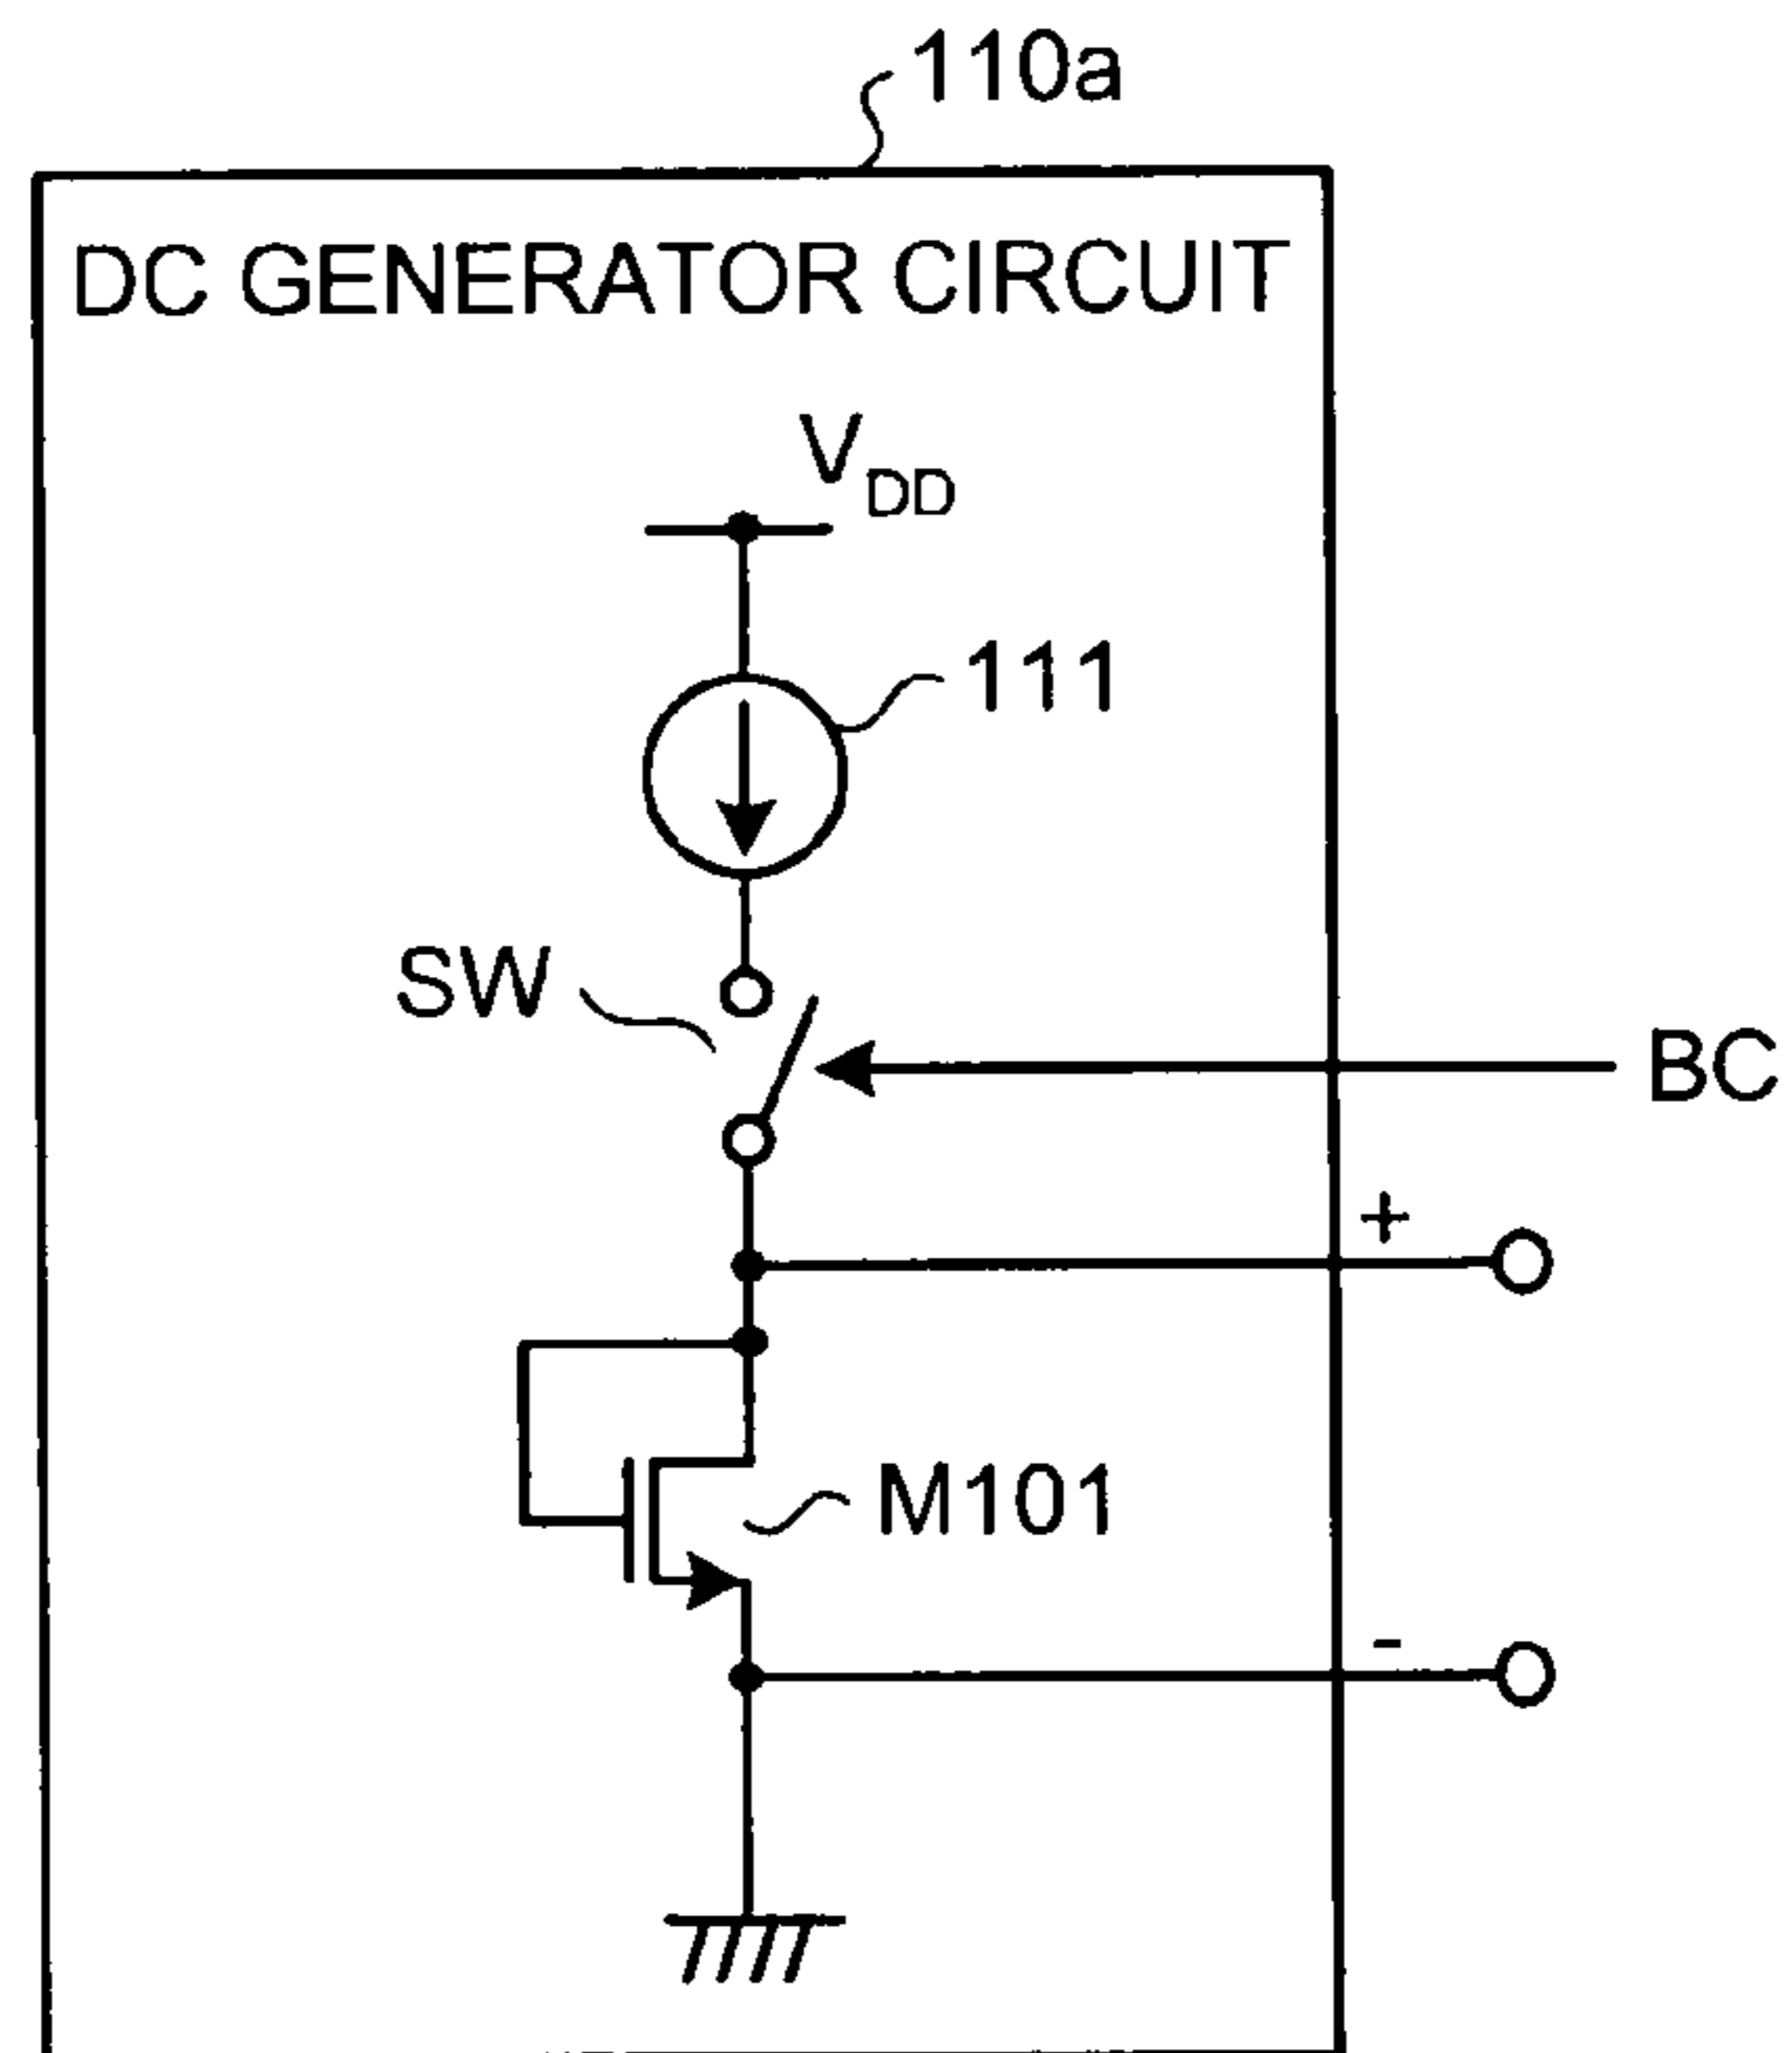 110a
DC GENERATOR CIRCUIT
VDD
111
SW
BC
+
M101
-